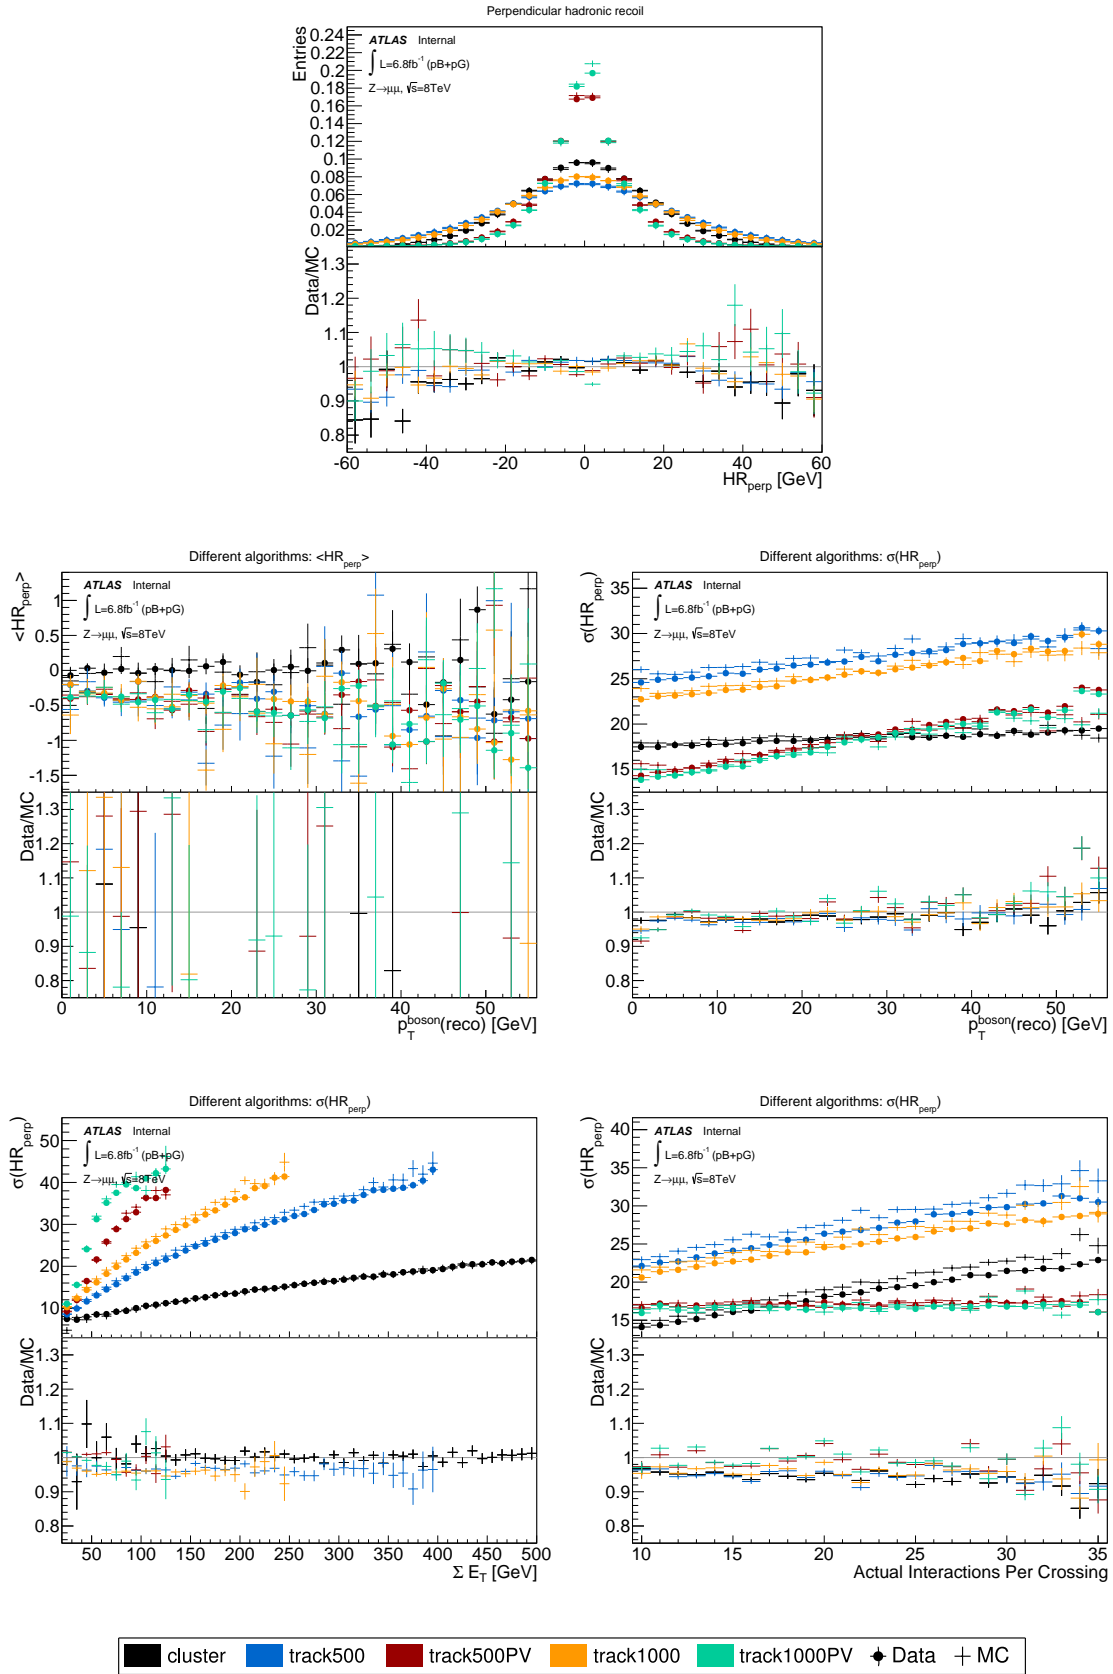 Perpendicular hadronic recoil
Entries
0.24
0.22
0.2
0.18
0.16
0.14
0.12
0.1
0.08
0.06
0.04
0.02
ATLAS Internal
∫ L=6.8fb⁻¹ (pB+pG)
Z→μμ, √s=8TeV
Data/MC
1.3
1.2
1.1
1
0.9
0.8
-60 -40 -20 0 20 40 60
HR_perp [GeV]
Different algorithms: <HR_perp>
<HR_perp>
1
0.5
0
-0.5
-1
-1.5
ATLAS Internal
∫ L=6.8fb⁻¹ (pB+pG)
Z→μμ, √s=8TeV
Data/MC
1.3
1.2
1.1
1
0.9
0.8
0 10 20 30 40 50
p_T^boson(reco) [GeV]
Different algorithms: σ(HR_perp)
σ(HR_perp)
35
30
25
20
15
ATLAS Internal
∫ L=6.8fb⁻¹ (pB+pG)
Z→μμ, √s=8TeV
Data/MC
1.3
1.2
1.1
1
0.9
0.8
0 10 20 30 40 50
p_T^boson(reco) [GeV]
Different algorithms: σ(HR_perp)
σ(HR_perp)
50
40
30
20
10
ATLAS Internal
∫ L=6.8fb⁻¹ (pB+pG)
Z→μμ, √s=8TeV
Data/MC
1.3
1.2
1.1
1
0.9
0.8
50 100 150 200 250 300 350 400 450 500
Σ E_T [GeV]
Different algorithms: σ(HR_perp)
σ(HR_perp)
40
35
30
25
20
15
ATLAS Internal
∫ L=6.8fb⁻¹ (pB+pG)
Z→μμ, √s=8TeV
Data/MC
1.3
1.2
1.1
1
0.9
0.8
10 15 20 25 30 35
Actual Interactions Per Crossing
cluster track500 track500PV track1000 track1000PV Data MC